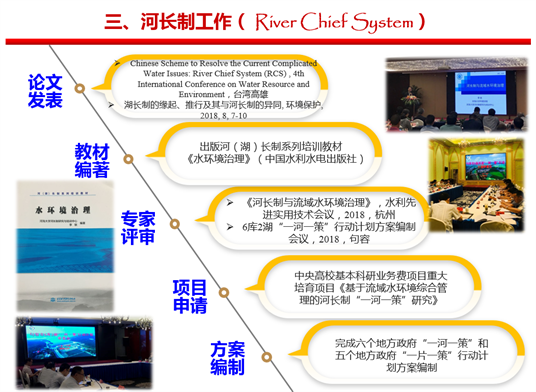 三、河长制工作（ River Chief System ）
论文
发表
Chinese Scheme to Resolve the Current Complicated
Water Issues: River Chief System (RCS) , 4th
International Conference on Water Resource and
Environment，台湾高雄
湖长制的缘起、推行及其与河长制的异同, 环境保护,
2018, 8, 7-10
教材
编著
出版河（湖）长制系列培训教材
《水环境治理》（中国水利水电出版社）
水环境治理
专家
评审
《河长制与流域水环境治理》，水利先
进实用技术会议，2018，杭州
6库2湖“一河一策”行动计划方案编制
会议，2018，句容
项目
申请
中央高校基本科研业务费项目重大
培育项目《基于流域水环境综合管
理的河长制“一河一策”研究》
方案
编制
完成六个地方政府“一河一策”和
五个地方政府“一片一策”行动计
划方案编制